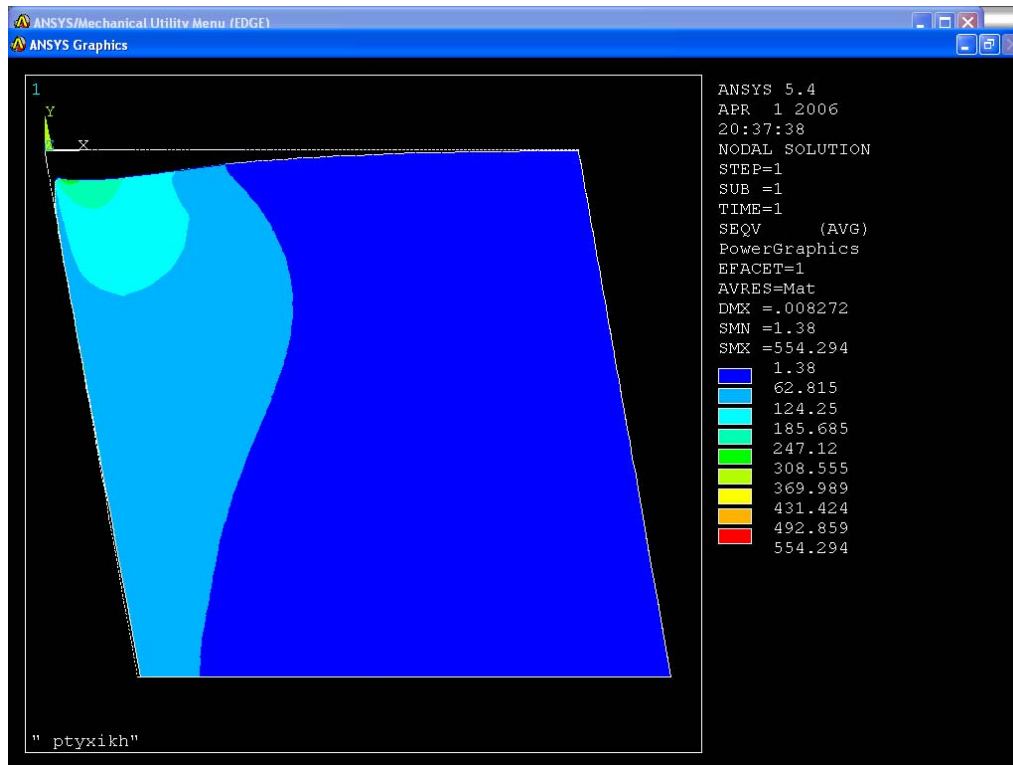 ANSYS/Mechanical Utility Menu (EDGE)
ANSYS Graphics
1
Y
X
ANSYS 5.4
APR  1 2006
20:37:38
NODAL SOLUTION
STEP=1
SUB =1
TIME=1
SEQV     (AVG)
PowerGraphics
EFACET=1
AVRES=Mat
DMX =.008272
SMN =1.38
SMX =554.294
1.38
62.815
124.25
185.685
247.12
308.555
369.989
431.424
492.859
554.294
" ptyxikh"